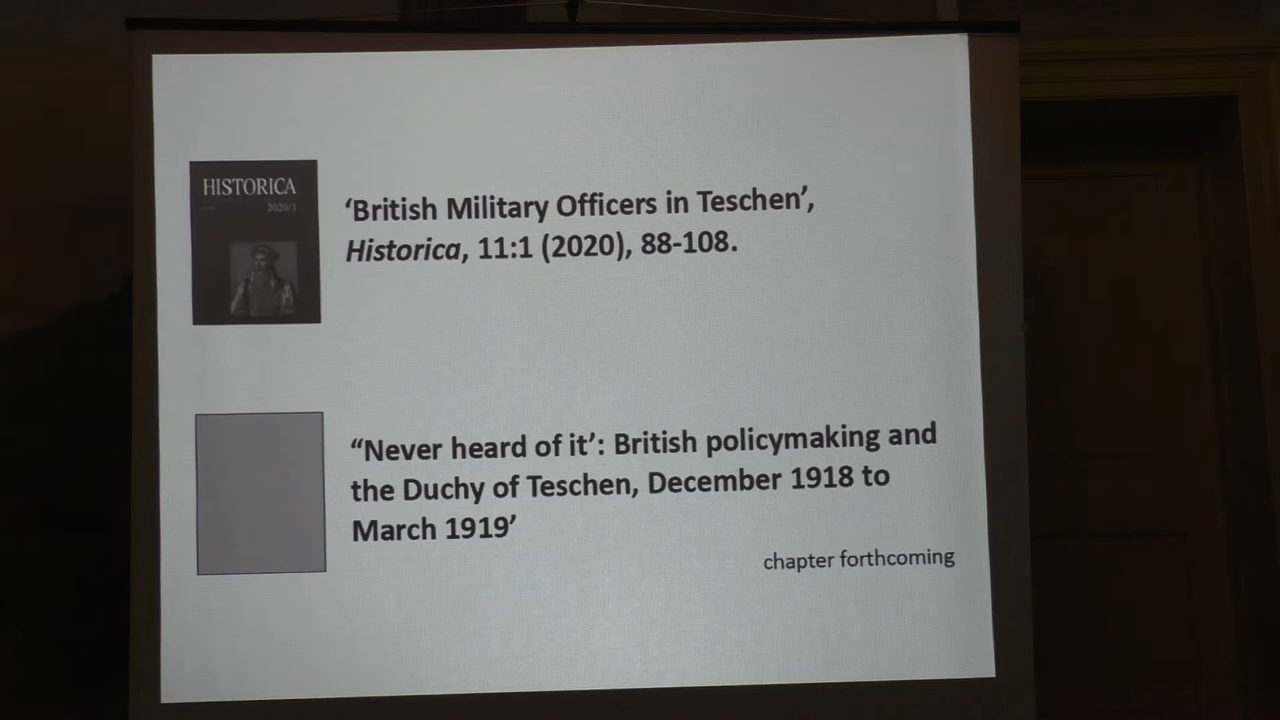 HISTORICA
2020/1
‘British Military Officers in Teschen’,
Historica, 11:1 (2020), 88-108.
“Never heard of it’: British policymaking and
the Duchy of Teschen, December 1918 to
March 1919’
chapter forthcoming